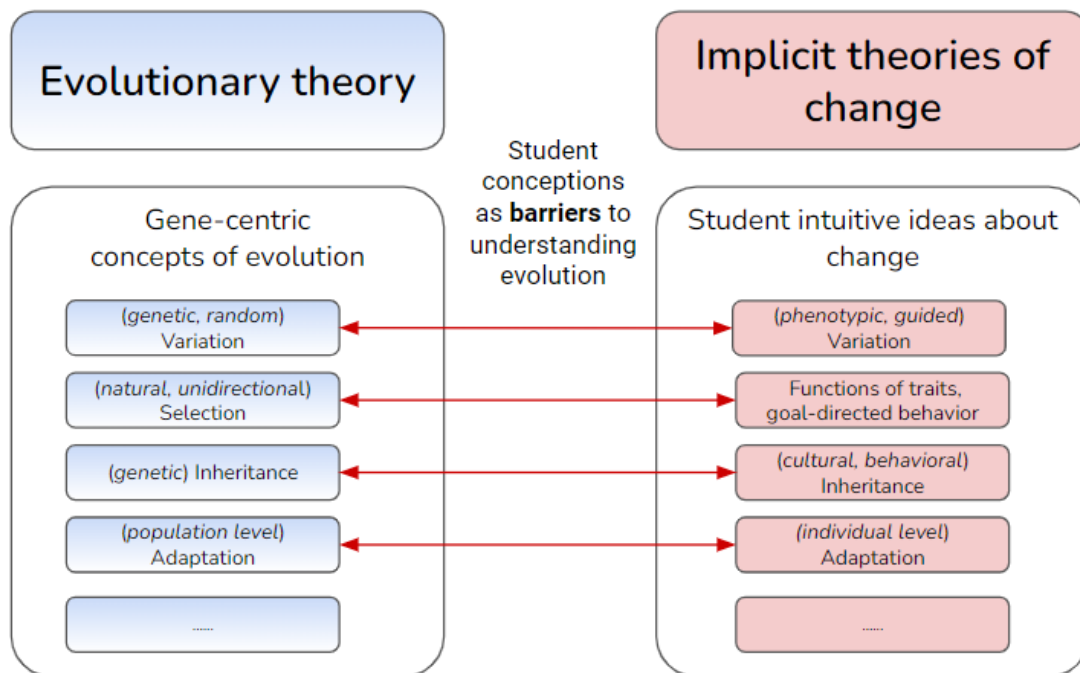 Evolutionary theory
Implicit theories of
change
Student
conceptions
as barriers to
understanding
evolution
Gene-centric
concepts of evolution
(genetic, random)
Variation
(natural, unidirectional)
Selection
(genetic) Inheritance
(population level)
Adaptation
......
Student intuitive ideas about
change
(phenotypic, guided)
Variation
Functions of traits,
goal-directed behavior
(cultural, behavioral)
Inheritance
(individual level)
Adaptation
......